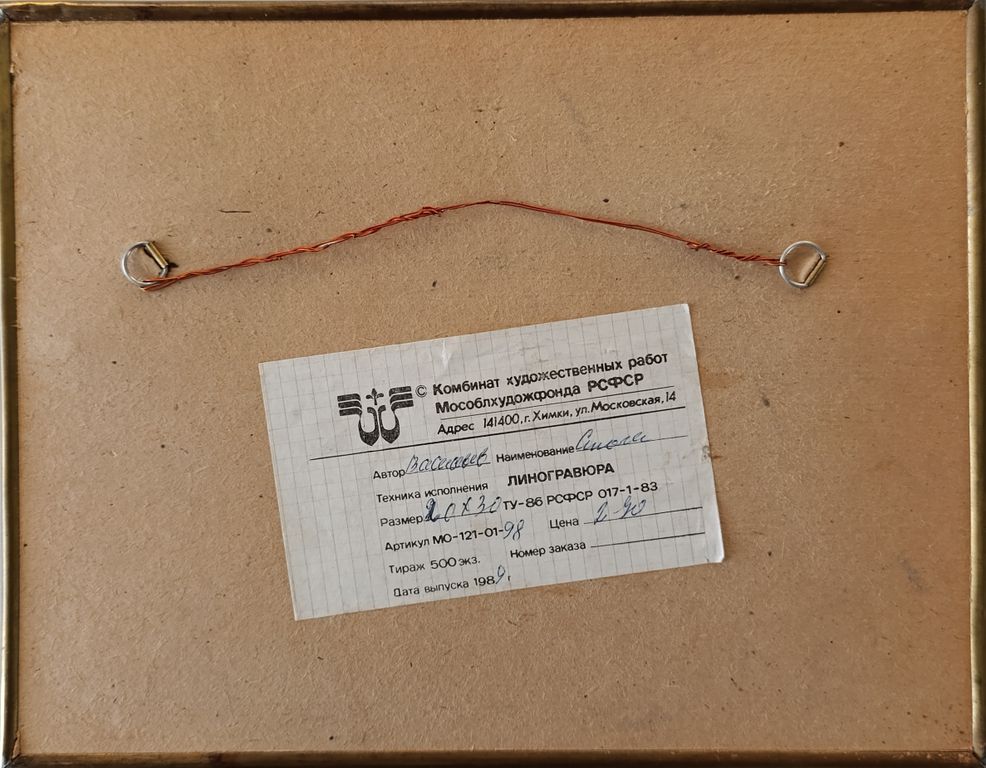 © Комбинат художественных работ
Мособлхудожфонда РСФСР
Адрес 141400, г. Химки, ул. Московская, 14
Автор Васильев Наименование
Техника исполнения ЛИНОГРАВЮРА
Размер 20х30 ТУ-86 РСФСР 017-1-83
Артикул МО-121-01-98 Цена 2-90
Тираж 500 экз. Номер заказа
Дата выпуска 1989 г